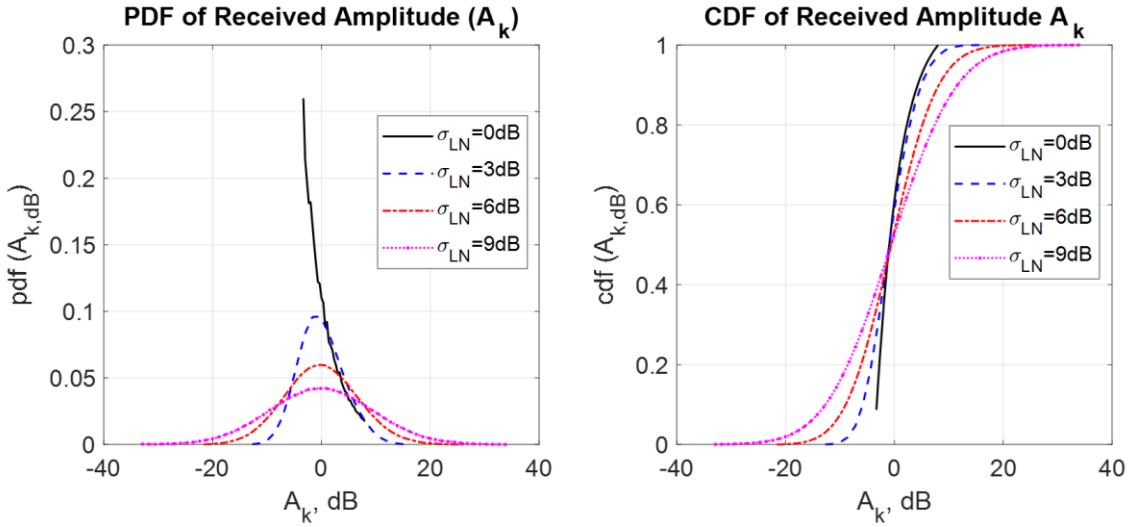 PDF of Received Amplitude (A_k)
0.3
0.25
0.2
0.15
0.1
0.05
0
pdf (A_k,dB)
σ_LN=0dB
σ_LN=3dB
σ_LN=6dB
σ_LN=9dB
-40
-20
0
20
40
A_k, dB
CDF of Received Amplitude A_k
1
0.8
0.6
0.4
0.2
0
cdf (A_k,dB)
σ_LN=0dB
σ_LN=3dB
σ_LN=6dB
σ_LN=9dB
-40
-20
0
20
40
A_k, dB